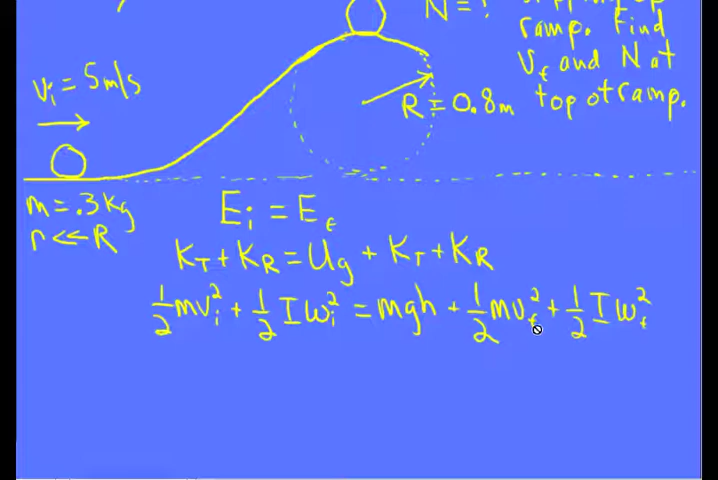 N = ?
ramp. Find
v_f and N at
top of ramp.
v_i = 5 m/s
R = 0.8m
m = .3 kg
r << R
E_i = E_f
K_T + K_R = U_g + K_T + K_R
½mv_i² + ½Iω_i² = mgh + ½mv_f² + ½Iω_f²